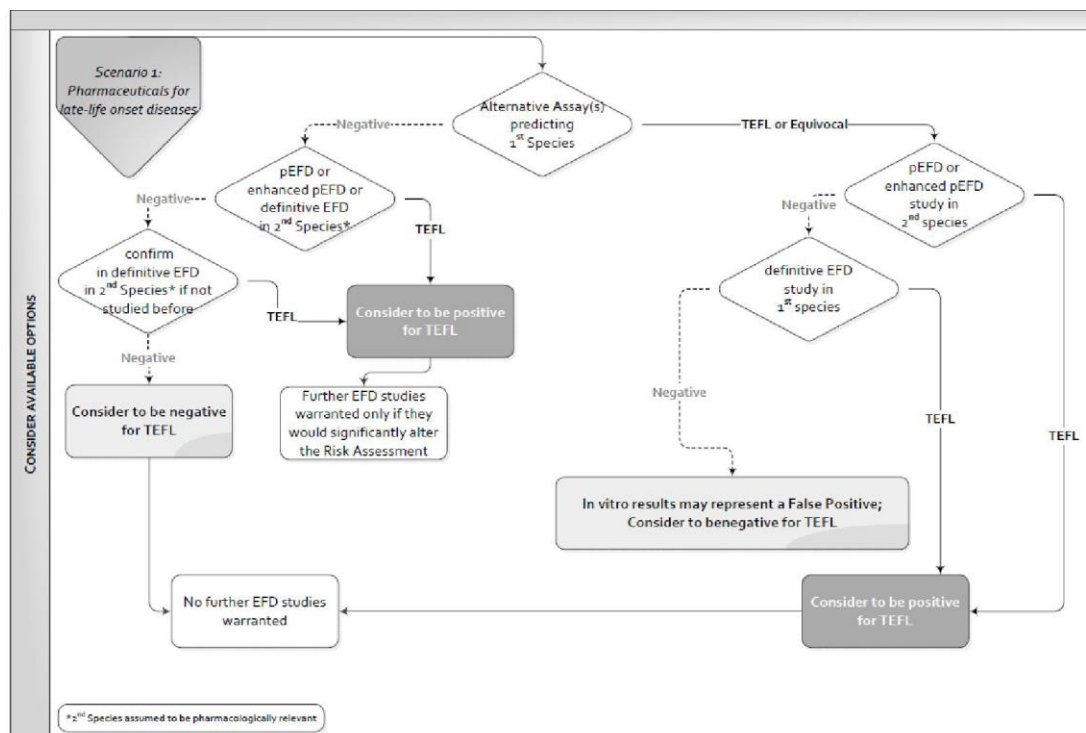 CONSIDER AVAILABLE OPTIONS
Scenario 1:
Pharmaceuticals for
late-life onset diseases
Alternative Assay(s)
predicting
1st Species
Negative
TEFL or Equivocal
pEFD or
enhanced pEFD or
definitive EFD
in 2nd Species*
pEFD or
enhanced pEFD
study in
2nd species
Negative
TEFL
Negative
confirm
in definitive EFD
in 2nd Species* if not
studied before
definitive EFD
study in
1st species
TEFL
Consider to be positive
for TEFL
Negative
Negative
Consider to be negative
for TEFL
Further EFD studies
warranted only if they
would significantly alter
the Risk Assessment
TEFL
TEFL
In vitro results may represent a False Positive;
Consider to benegative for TEFL
No further EFD studies
warranted
Consider to be positive
for TEFL
*2nd Species assumed to be pharmacologically relevant